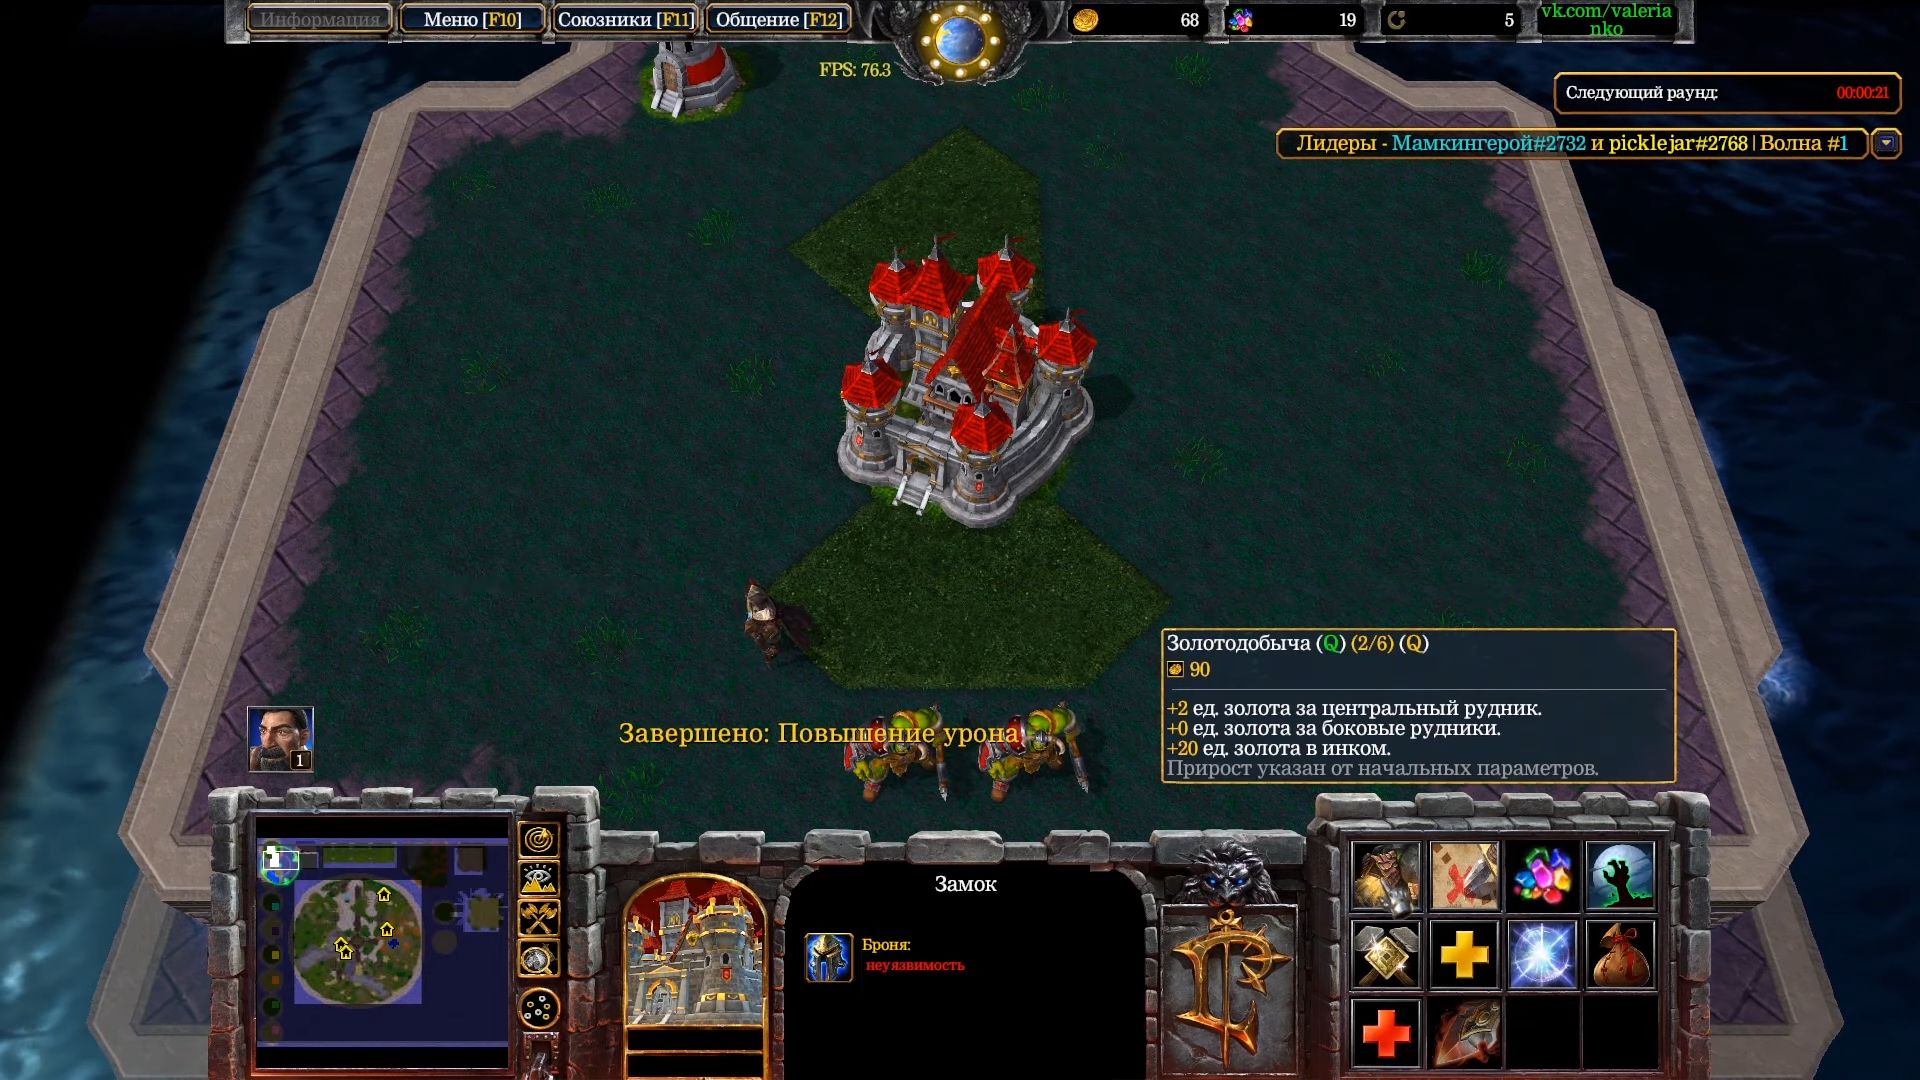 Информация
Меню [F10]
Союзники [F11]
Общение [F12]
68
19
5
vk.com/valeria
nko
FPS: 76.3
Следующий раунд:
00:00:21
Лидеры - Мамкингерой#2732 и picklejar#2768 | Волна #1
Золотодобыча (Q) (2/6) (Q)
90
+2 ед. золота за центральный рудник.
+0 ед. золота за боковые рудники.
+20 ед. золота в инком.
Прирост указан от начальных параметров.
Завершено: Повышение урона
1
Замок
Броня:
неуязвимость